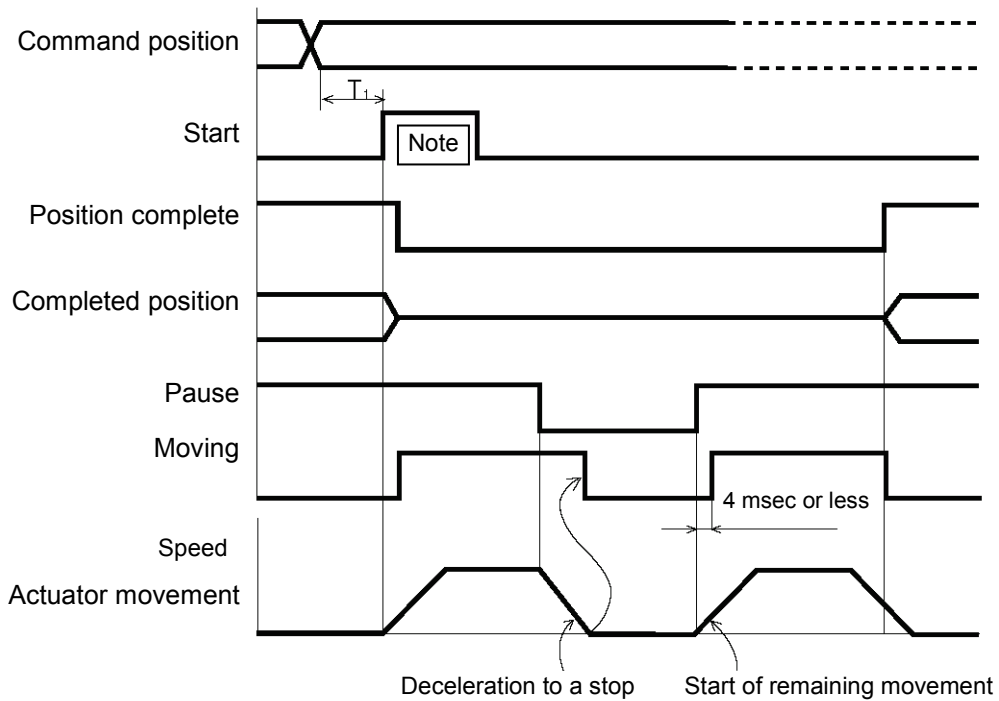 Command position
T₁
Start
Note
Position complete
Completed position
Pause
Moving
4 msec or less
Speed
Actuator movement
Deceleration to a stop
Start of remaining movement